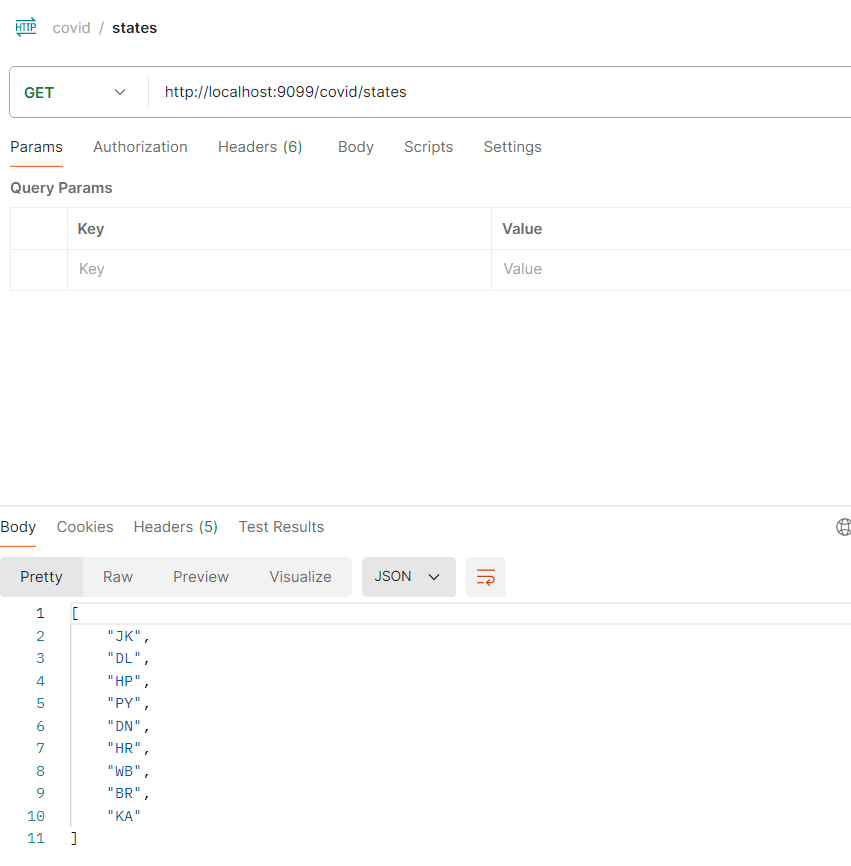 HTTP covid / states
GET http://localhost:9099/covid/states
Params Authorization Headers (6) Body Scripts Settings
Query Params
Key Value
Key Value
Body Cookies Headers (5) Test Results
Pretty Raw Preview Visualize JSON
1 [
2 "JK",
3 "DL",
4 "HP",
5 "PY",
6 "DN",
7 "HR",
8 "WB",
9 "BR",
10 "KA"
11 ]